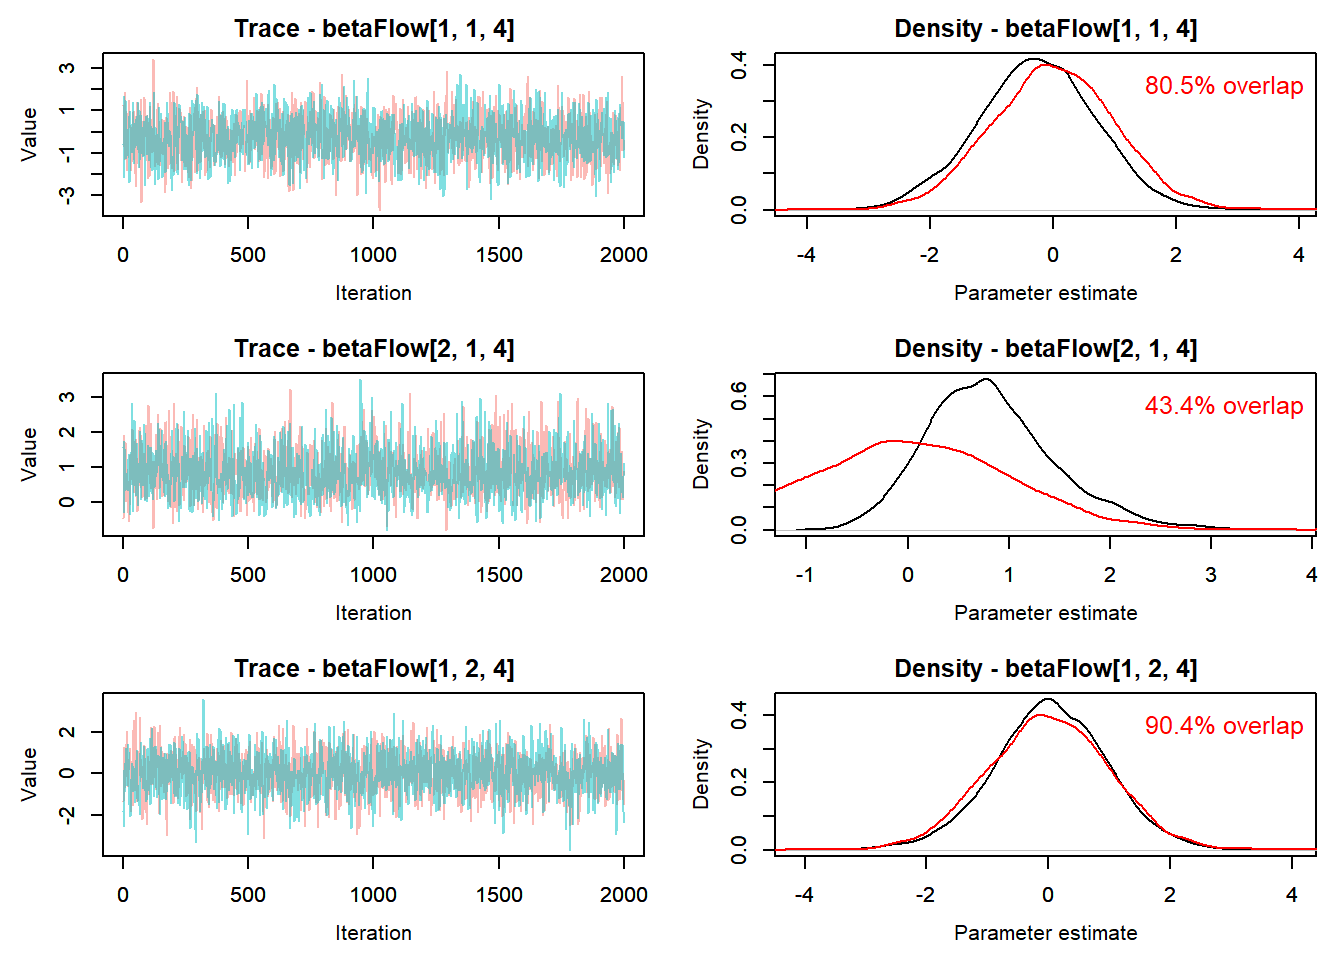 Trace - betaFlow[1, 1, 4]
Value
3
1
-1
-3
0 500 1000 1500 2000
Iteration
Density - betaFlow[1, 1, 4]
80.5% overlap
Density
0.4
0.2
0.0
-4 -2 0 2 4
Parameter estimate
Trace - betaFlow[2, 1, 4]
Value
3
2
1
0
0 500 1000 1500 2000
Iteration
Density - betaFlow[2, 1, 4]
43.4% overlap
Density
0.6
0.3
0.0
-1 0 1 2 3 4
Parameter estimate
Trace - betaFlow[1, 2, 4]
Value
2
0
-2
0 500 1000 1500 2000
Iteration
Density - betaFlow[1, 2, 4]
90.4% overlap
Density
0.4
0.2
0.0
-4 -2 0 2 4
Parameter estimate